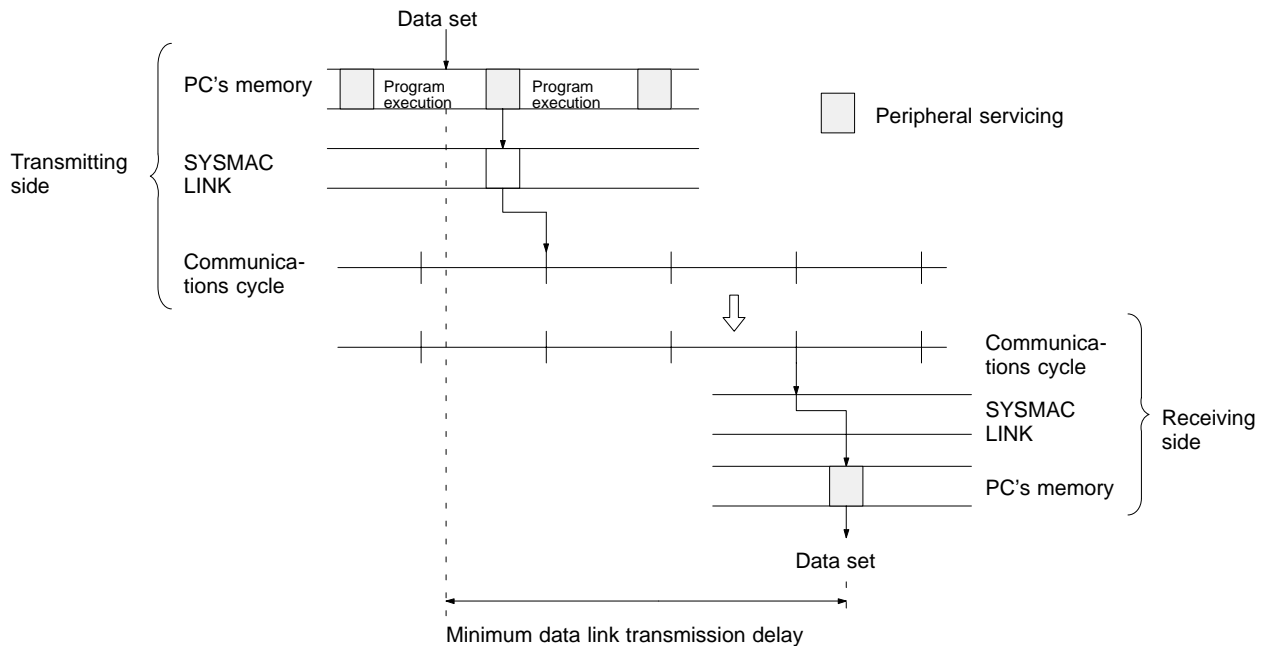 Data set
PC's memory
Program
execution
Program
execution
Peripheral servicing
Transmitting
side
SYSMAC
LINK
Communica-
tions cycle
Communica-
tions cycle
SYSMAC
LINK
Receiving
side
PC's memory
Data set
Minimum data link transmission delay